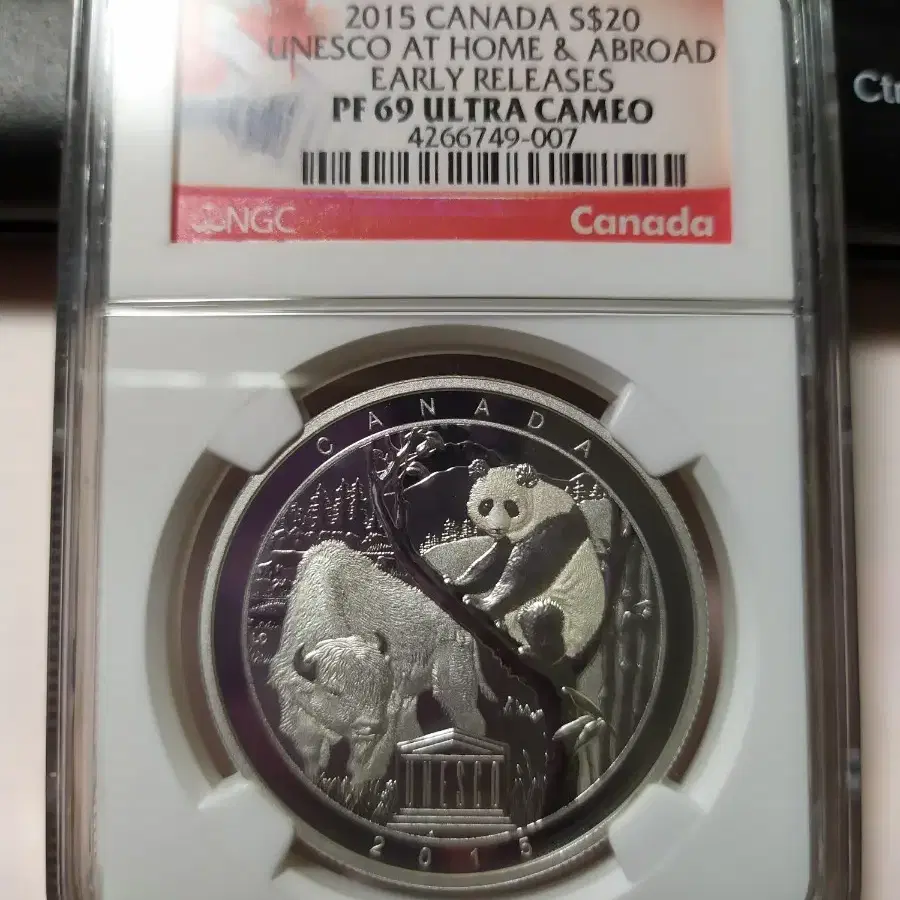 2015 CANADA S$20
UNESCO AT HOME & ABROAD
EARLY RELEASES
PF 69 ULTRA CAMEO
4266749-007
NGC
Canada
CANADA
UNESCO
2015